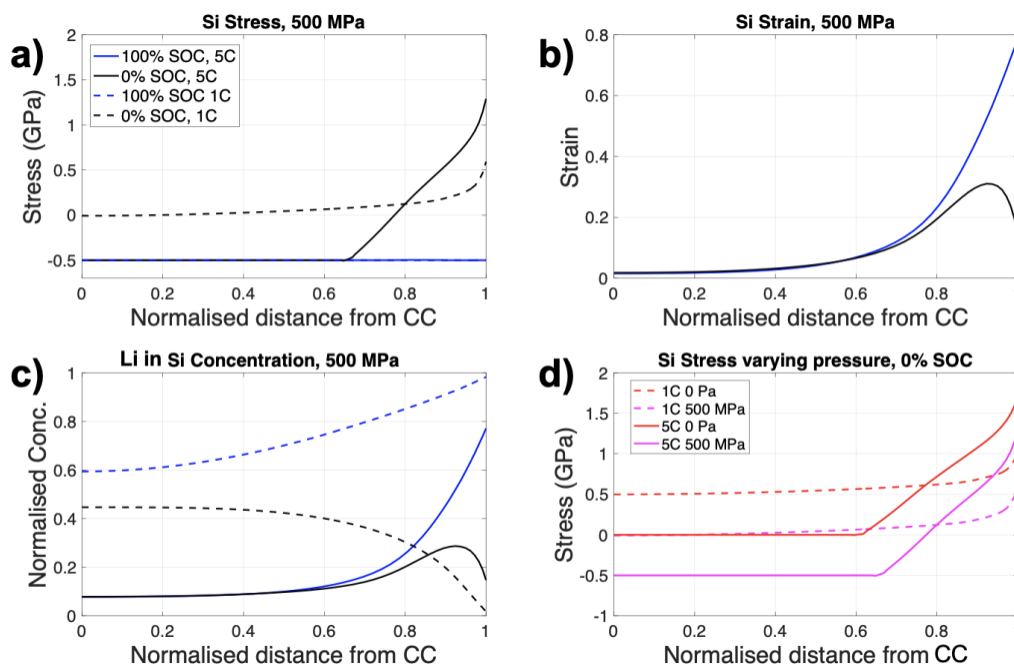 a)
Si Stress, 500 MPa
2
1.5
1
0.5
0
-0.5
Stress (GPa)
100% SOC, 5C
0% SOC, 5C
100% SOC 1C
0% SOC, 1C
0 0.2 0.4 0.6 0.8 1
Normalised distance from CC
b)
Si Strain, 500 MPa
0.8
0.6
0.4
0.2
0
Strain
0 0.2 0.4 0.6 0.8
Normalised distance from CC
c)
Li in Si Concentration, 500 MPa
1
0.8
0.6
0.4
0.2
0
Normalised Conc.
0 0.2 0.4 0.6 0.8 1
Normalised distance from CC
d)
Si Stress varying pressure, 0% SOC
2
1.5
1
0.5
0
-0.5
-1
Stress (GPa)
1C 0 Pa
1C 500 MPa
5C 0 Pa
5C 500 MPa
0 0.2 0.4 0.6 0.8
Normalised distance from CC